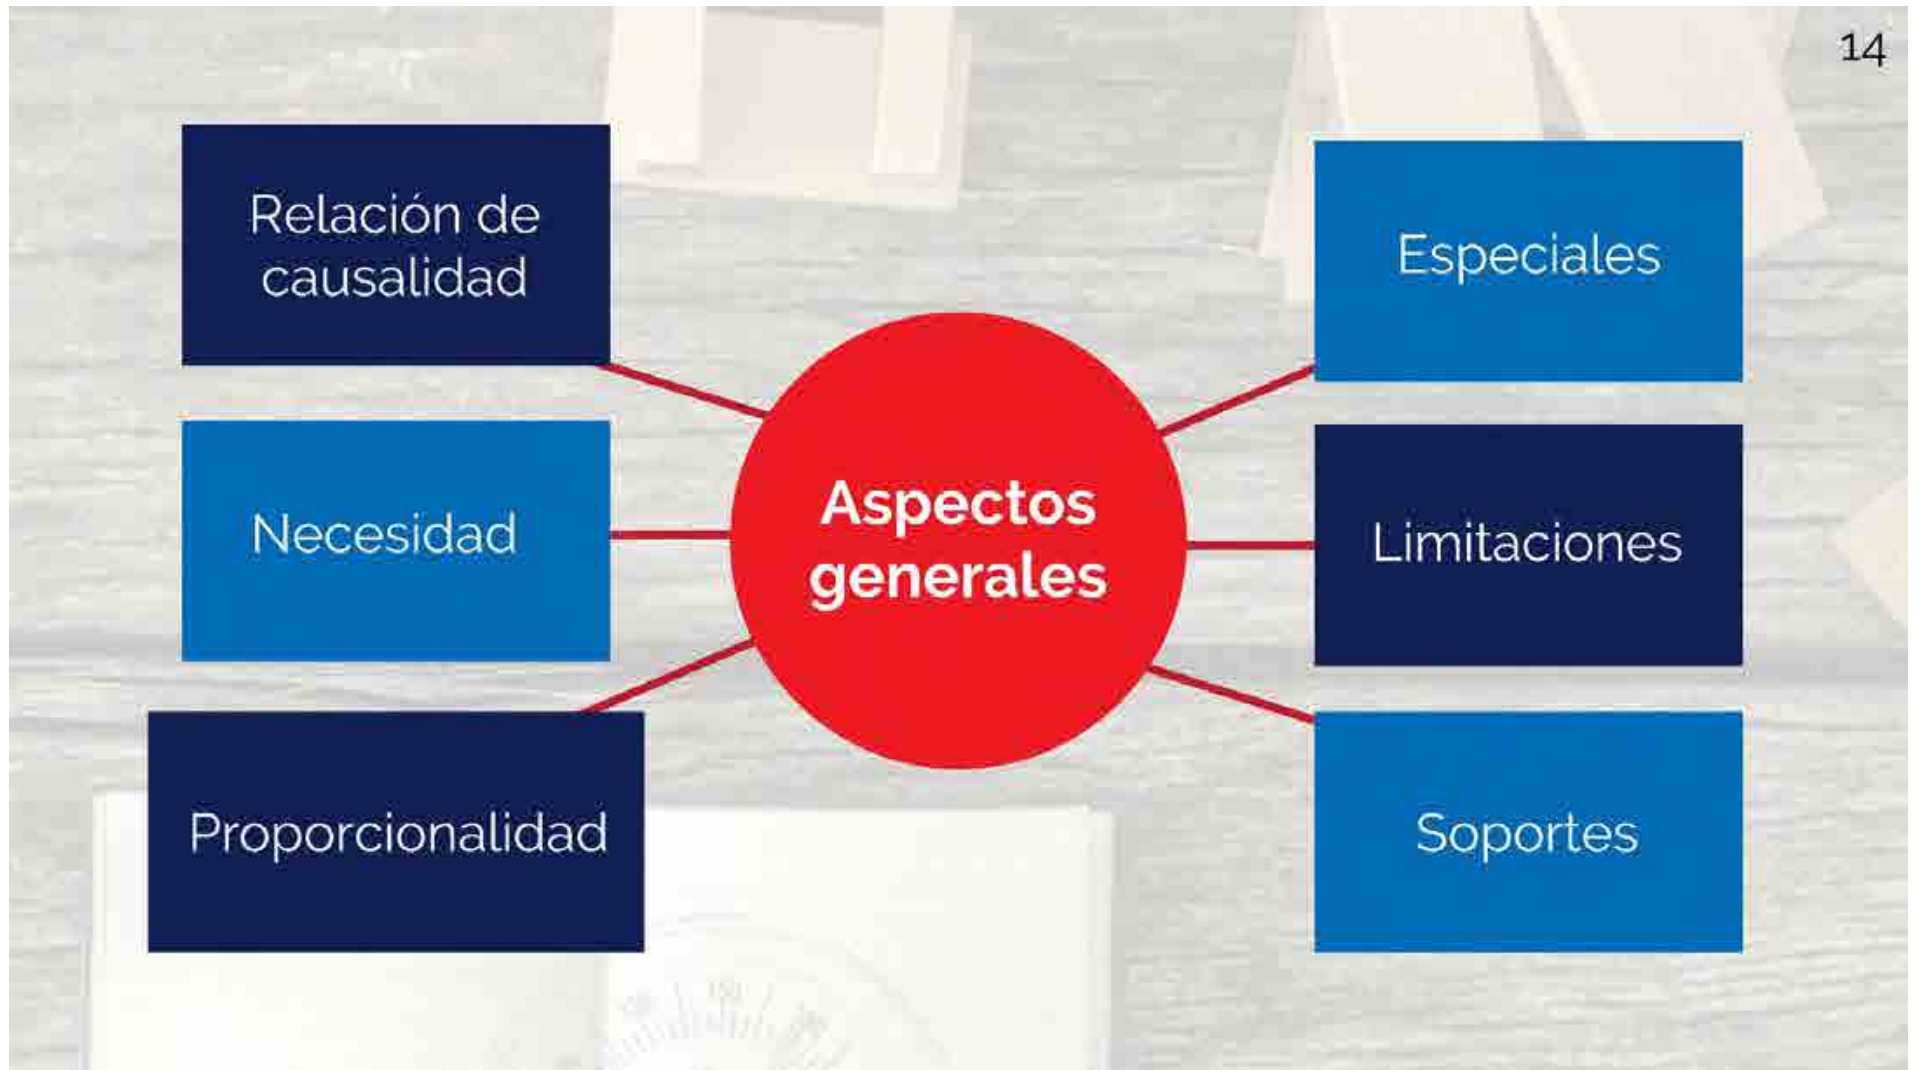 14
Relación de
causalidad
Necesidad
Proporcionalidad
Aspectos
generales
Especiales
Limitaciones
Soportes